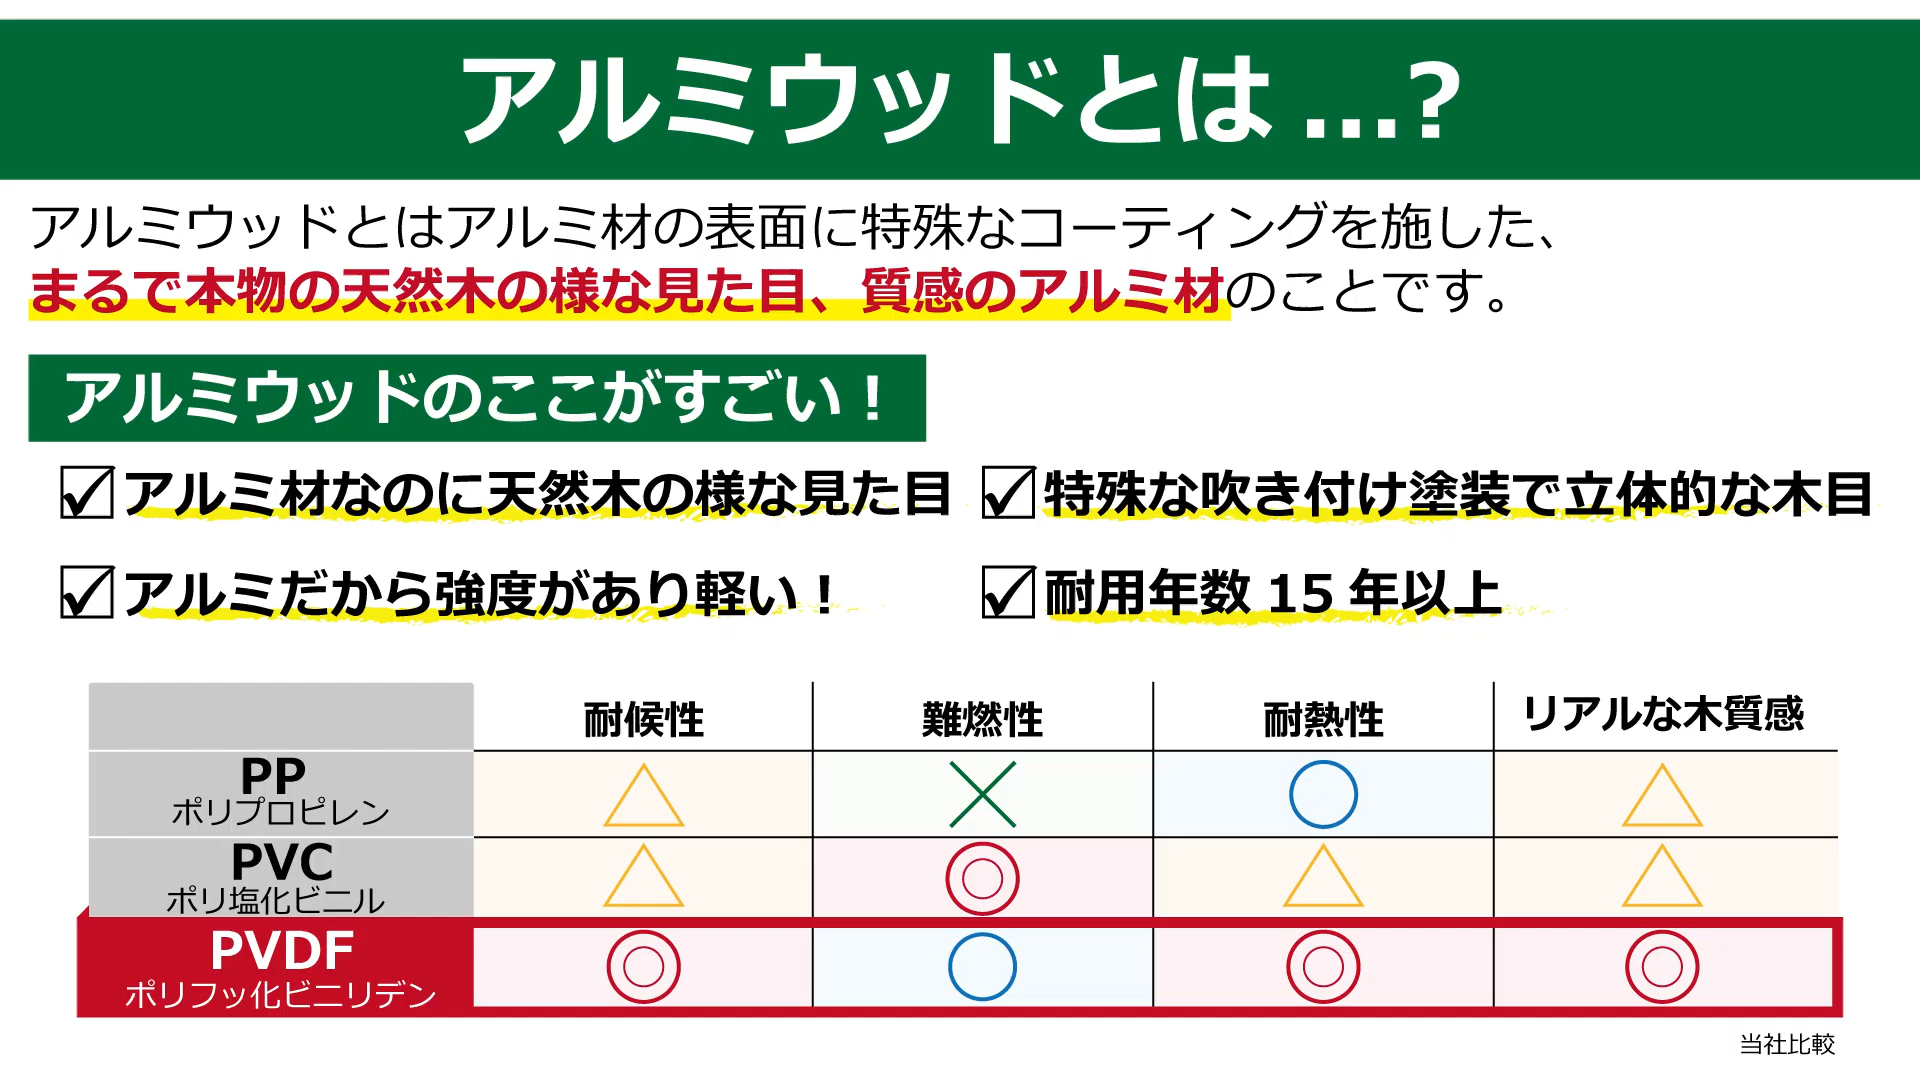 アルミウッドとは...?
アルミウッドとはアルミ材の表面に特殊なコーティングを施した、
まるで本物の天然木の様な見た目、質感のアルミ材のことです。
アルミウッドのここがすごい！
アルミ材なのに天然木の様な見た目
特殊な吹き付け塗装で立体的な木目
アルミだから強度があり軽い！
耐用年数 15 年以上
耐候性 難燃性 耐熱性 リアルな木質感
PP
ポリプロピレン
△ × ○ △
PVC
ポリ塩化ビニル
△ ◎ △ △
PVDF
ポリフッ化ビニリデン
◎ ○ ◎ ◎
当社比較